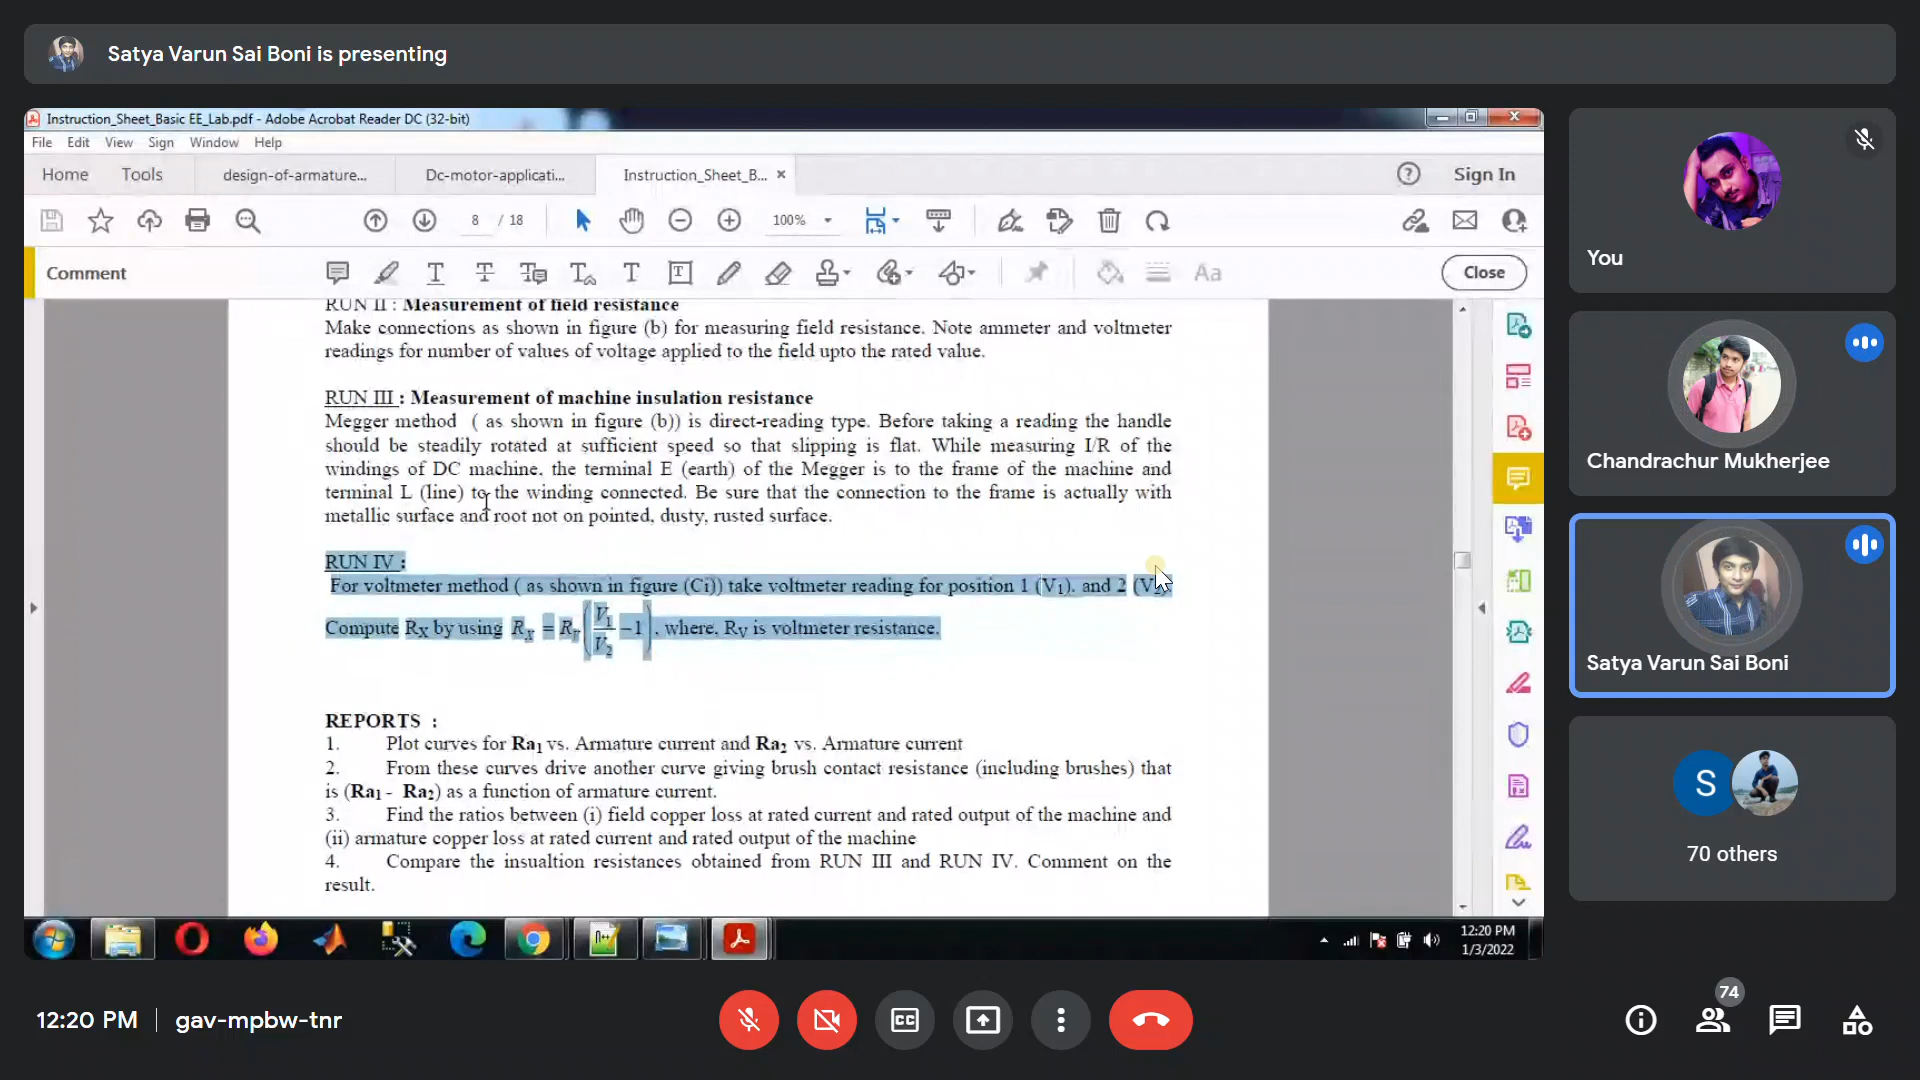 Satya Varun Sai Boni is presenting
Instruction_Sheet_Basic EE_Lab.pdf - Adobe Acrobat Reader DC (32-bit)
File Edit View Sign Window Help
Home Tools design-of-armature... Dc-motor-applicati... Instruction_Sheet_B... × ? Sign In
8 / 18 100%
Comment T T T T T T Aa Close
RUN II : Measurement of field resistance
Make connections as shown in figure (b) for measuring field resistance. Note ammeter and voltmeter
readings for number of values of voltage applied to the field upto the rated value.
RUN III : Measurement of machine insulation resistance
Megger method ( as shown in figure (b)) is direct-reading type. Before taking a reading the handle
should be steadily rotated at sufficient speed so that slipping is flat. While measuring I/R of the
windings of DC machine, the terminal E (earth) of the Megger is to the frame of the machine and
terminal L (line) to the winding connected. Be sure that the connection to the frame is actually with
metallic surface and root not on pointed, dusty, rusted surface.
RUN IV :
For voltmeter method ( as shown in figure (Ci)) take voltmeter reading for position 1 (V1). and 2 (V2)
Compute RX by using RX = RV(V1/V2 −1), where, RV is voltmeter resistance.
REPORTS :
1. Plot curves for Ra1 vs. Armature current and Ra2 vs. Armature current
2. From these curves drive another curve giving brush contact resistance (including brushes) that
is (Ra1 - Ra2) as a function of armature current.
3. Find the ratios between (i) field copper loss at rated current and rated output of the machine and
(ii) armature copper loss at rated current and rated output of the machine
4. Compare the insualtion resistances obtained from RUN III and RUN IV. Comment on the
result.
12:20 PM
1/3/2022
You
Chandrachur Mukherjee
Satya Varun Sai Boni
S
70 others
12:20 PM | gav-mpbw-tnr
CC
74